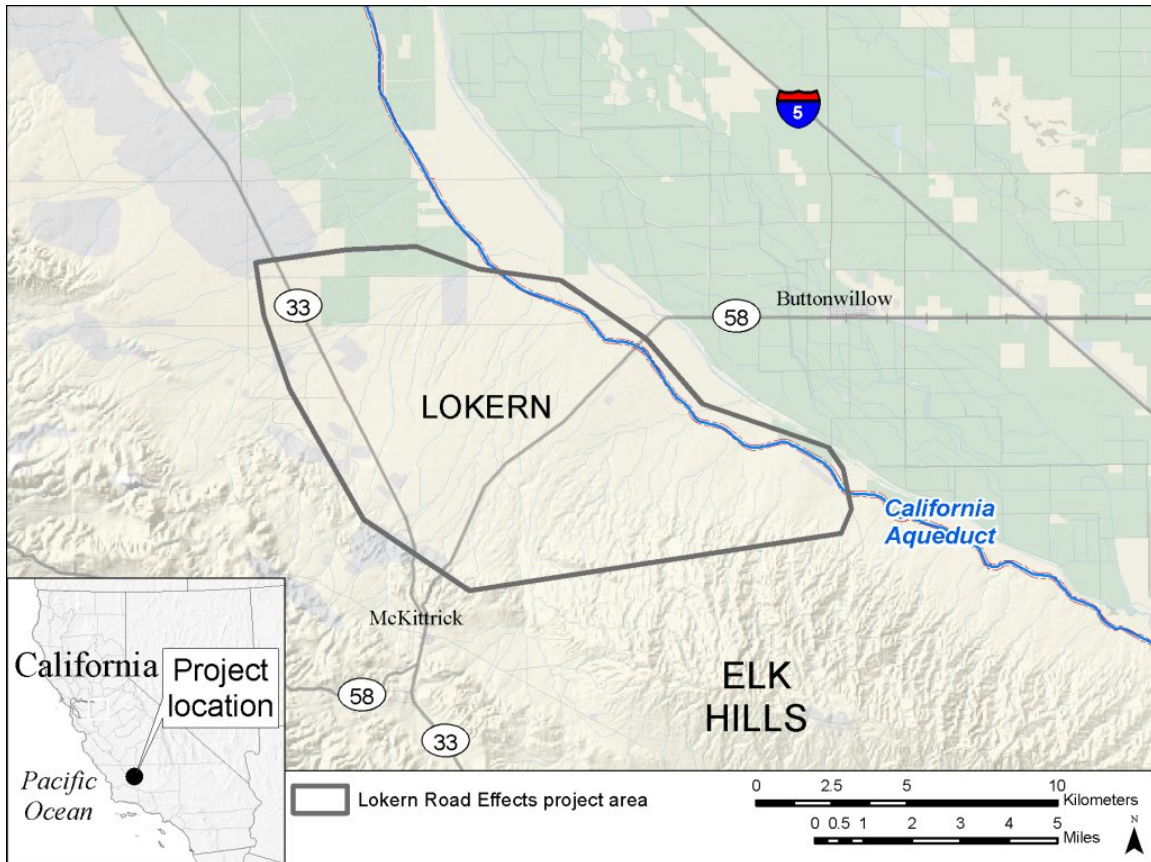 5
33
58
Buttonwillow
LOKERN
California
Aqueduct
McKittrick
ELK
HILLS
58
33
California
Project
location
Pacific
Ocean
Lokern Road Effects project area
0 2.5 5 10
Kilometers
0 0.5 1 2 3 4 5
Miles
N